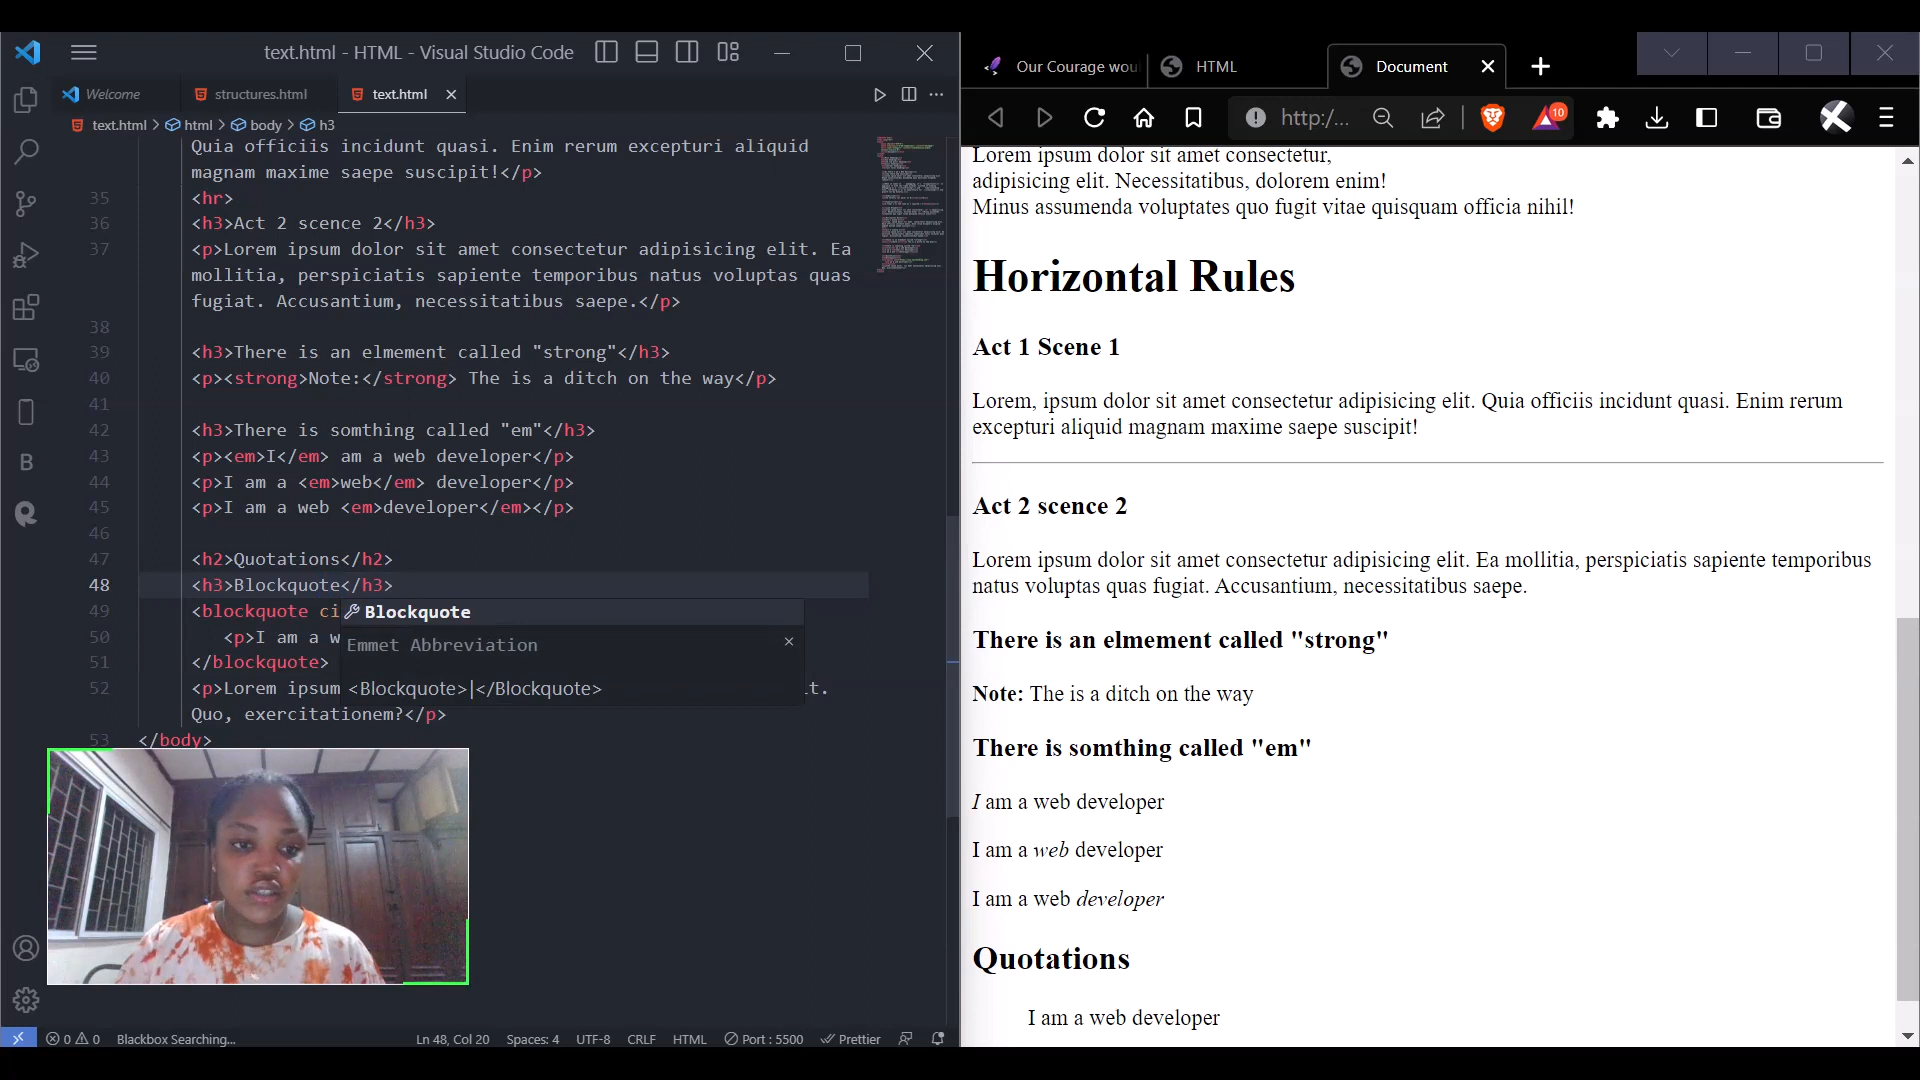 text.html - HTML - Visual Studio Code
Welcome
structures.html
text.html
text.html > html > body > h3
Quia officiis incidunt quasi. Enim rerum excepturi aliquid
magnam maxime saepe suscipit!</p>
35 <hr>
36 <h3>Act 2 scence 2</h3>
37 <p>Lorem ipsum dolor sit amet consectetur adipisicing elit. Ea
mollitia, perspiciatis sapiente temporibus natus voluptas quas
fugiat. Accusantium, necessitatibus saepe.</p>
38
39 <h3>There is an elmement called "strong"</h3>
40 <p><strong>Note:</strong> The is a ditch on the way</p>
41
42 <h3>There is somthing called "em"</h3>
43 <p><em>I</em> am a web developer</p>
44 <p>I am a <em>web</em> developer</p>
45 <p>I am a web <em>developer</em></p>
46
47 <h2>Quotations</h2>
48 <h3>Blockquote</h3>
49 <blockquote ci
Blockquote
50 <p>I am a w
Emmet Abbreviation
51 </blockquote>
52 <p>Lorem ipsum
<Blockquote>|</Blockquote>
t.
Quo, exercitationem?</p>
53 </body>
B
0 0 Blackbox Searching...
Ln 48, Col 20
Spaces: 4
UTF-8
CRLF
HTML
Port : 5500
Prettier
Our Courage wou
HTML
Document
http:/...
10
Lorem ipsum dolor sit amet consectetur,
adipisicing elit. Necessitatibus, dolorem enim!
Minus assumenda voluptates quo fugit vitae quisquam officia nihil!
Horizontal Rules
Act 1 Scene 1
Lorem, ipsum dolor sit amet consectetur adipisicing elit. Quia officiis incidunt quasi. Enim rerum
excepturi aliquid magnam maxime saepe suscipit!
Act 2 scence 2
Lorem ipsum dolor sit amet consectetur adipisicing elit. Ea mollitia, perspiciatis sapiente temporibus
natus voluptas quas fugiat. Accusantium, necessitatibus saepe.
There is an elmement called "strong"
Note: The is a ditch on the way
There is somthing called "em"
I am a web developer
I am a web developer
I am a web developer
Quotations
I am a web developer